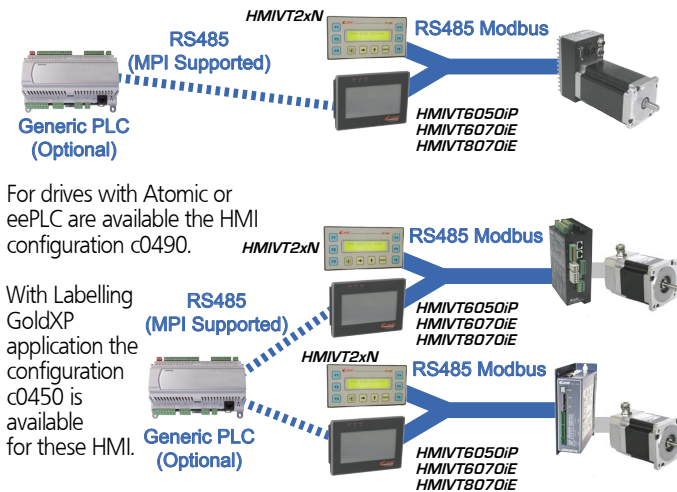 HMIVT2xN
RS485 Modbus
RS485
(MPI Supported)
HMIVT6050iP
HMIVT6070iE
HMIVT8070iE
Generic PLC
(Optional)
For drives with Atomic or
eePLC are available the HMI
configuration c0490.
HMIVT2xN
RS485 Modbus
With Labelling
GoldXP
application the
configuration
c0450 is
available
for these HMI.
RS485
(MPI Supported)
HMIVT6050iP
HMIVT6070iE
HMIVT8070iE
HMIVT2xN
RS485 Modbus
Generic PLC
(Optional)
HMIVT6050iP
HMIVT6070iE
HMIVT8070iE